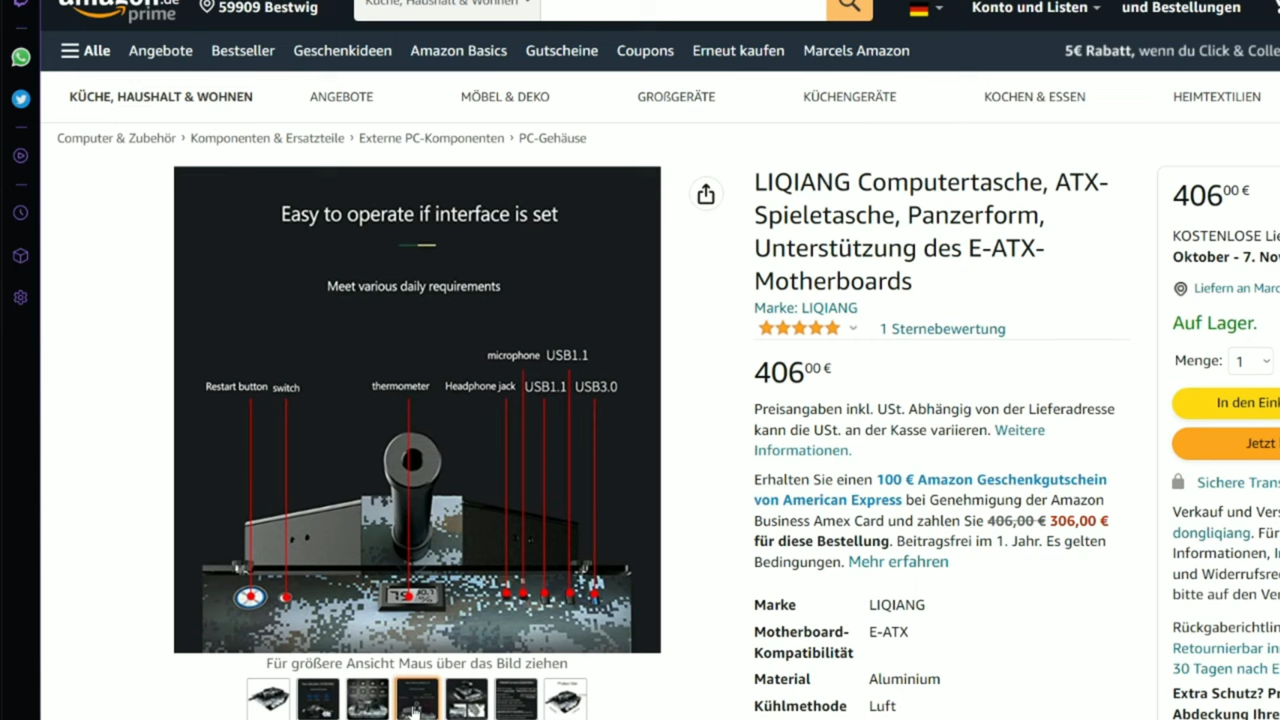 amazon.de
prime
59909 Bestwig
Küche, Haushalt & Wohnen
Konto und Listen
und Bestellungen
Alle Angebote Bestseller Geschenkideen Amazon Basics Gutscheine Coupons Erneut kaufen Marcels Amazon
5€ Rabatt, wenn du Click & Colle
KÜCHE, HAUSHALT & WOHNEN ANGEBOTE MÖBEL & DEKO GROßGERÄTE KÜCHENGERÄTE KOCHEN & ESSEN HEIMTEXTILIEN
Computer & Zubehör › Komponenten & Ersatzteile › Externe PC-Komponenten › PC-Gehäuse
Easy to operate if interface is set
Meet various daily requirements
microphone USB1.1
Restart button switch thermometer Headphone jack USB1.1 USB3.0
Für größere Ansicht Maus über das Bild ziehen
LIQIANG Computertasche, ATX-
Spieletasche, Panzerform,
Unterstützung des E-ATX-
Motherboards
Marke: LIQIANG
1 Sternebewertung
406,00 €
Preisangaben inkl. USt. Abhängig von der Lieferadresse
kann die USt. an der Kasse variieren. Weitere
Informationen.
Erhalten Sie einen 100 € Amazon Geschenkgutschein
von American Express bei Genehmigung der Amazon
Business Amex Card und zahlen Sie 406,00 € 306,00 €
für diese Bestellung. Beitragsfrei im 1. Jahr. Es gelten
Bedingungen. Mehr erfahren
Marke LIQIANG
Motherboard- E-ATX
Kompatibilität
Material Aluminium
Kühlmethode Luft
406,00 €
KOSTENLOSE Lie
Oktober - 7. Nov
Liefern an Marc
Auf Lager.
Menge: 1
In den Eink
Jetzt
Sichere Trans
Verkauf und Vers
dongliqiang. Für
Informationen, I
und Widerrufsre
bitte auf den Ver
Rückgaberichtlin
Retournierbar in
30 Tagen nach E
Extra Schutz? Pr
Abdeckung Ihre